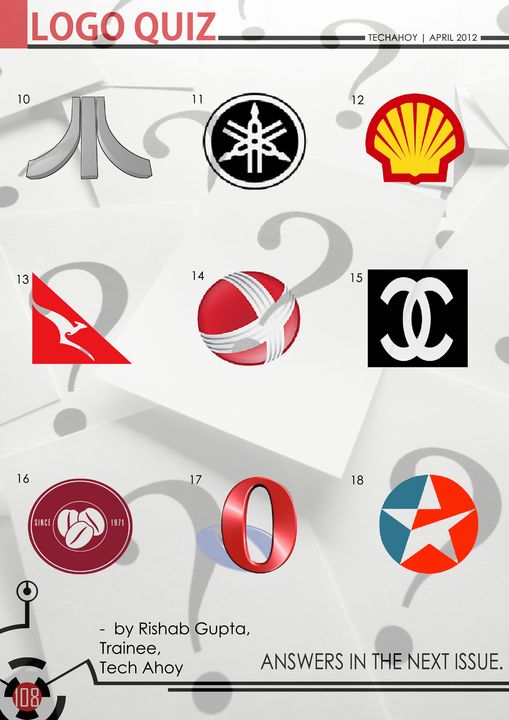 LOGO QUIZ
TECHAHOY | APRIL 2012
10
11
12
13
14
15
16
17
18
SINCE 1971
- by Rishab Gupta,
Trainee,
Tech Ahoy
ANSWERS IN THE NEXT ISSUE.
108